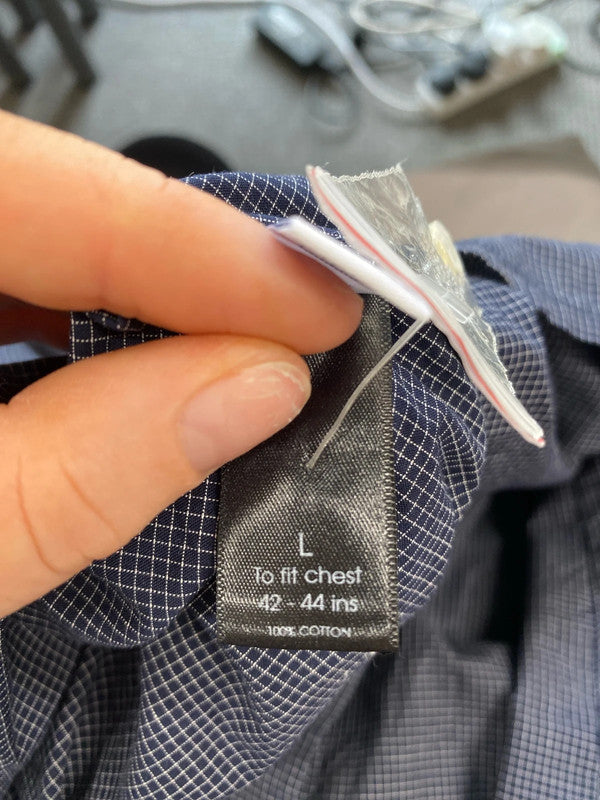 L
To fit chest
42 - 44 ins
100% COTTON